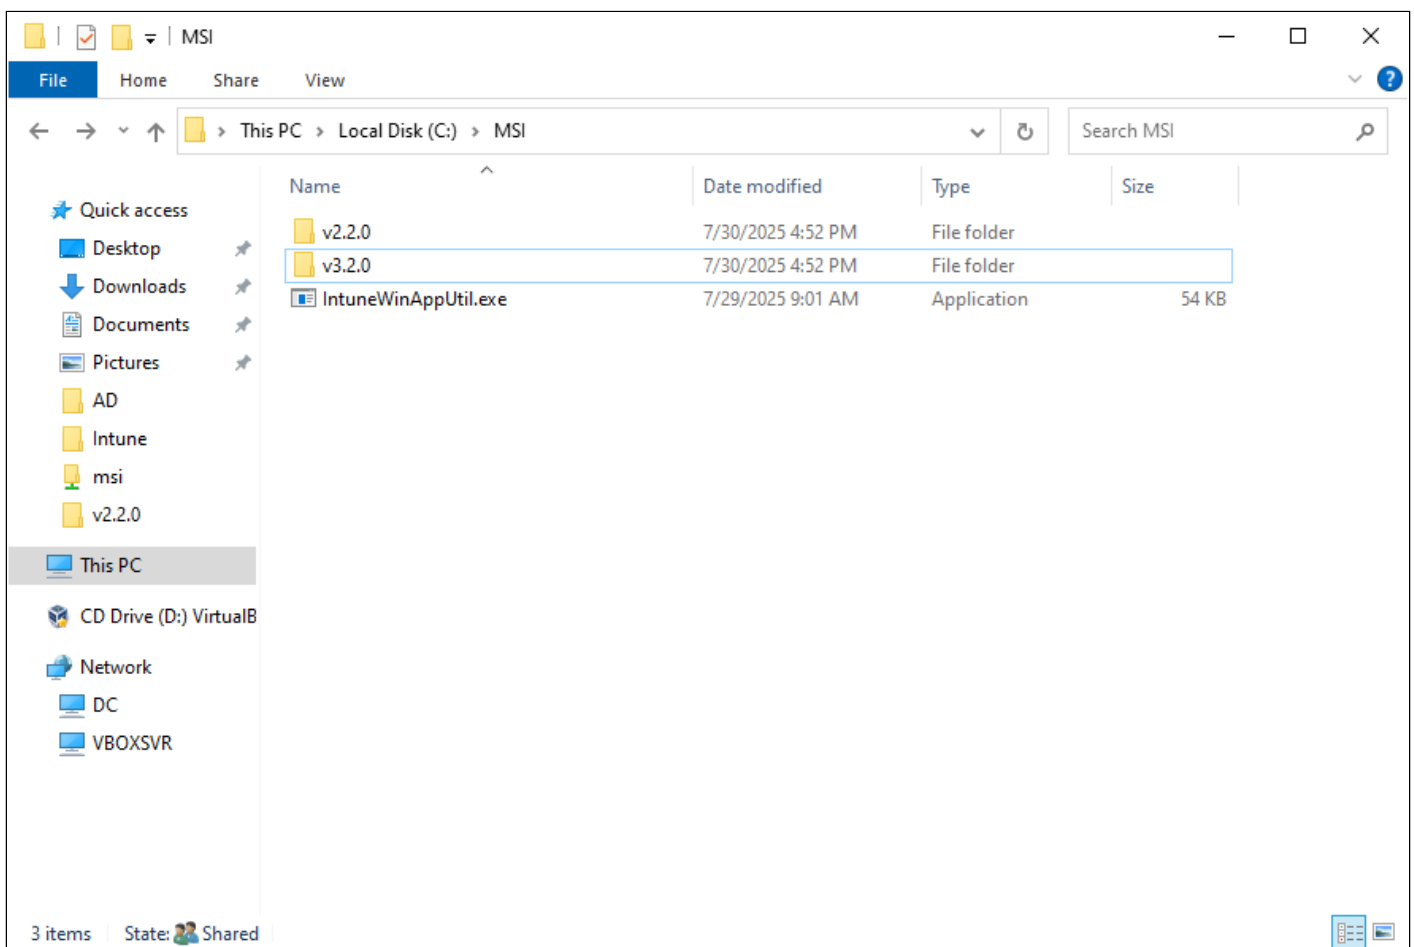 MSI
File Home Share View
This PC > Local Disk (C:) > MSI
Search MSI
Name Date modified Type Size
Quick access
Desktop
Downloads
Documents
Pictures
AD
Intune
msi
v2.2.0
This PC
CD Drive (D:) VirtualB
Network
DC
VBOXSVR
v2.2.0 7/30/2025 4:52 PM File folder
v3.2.0 7/30/2025 4:52 PM File folder
IntuneWinAppUtil.exe 7/29/2025 9:01 AM Application 54 KB
3 items State: Shared